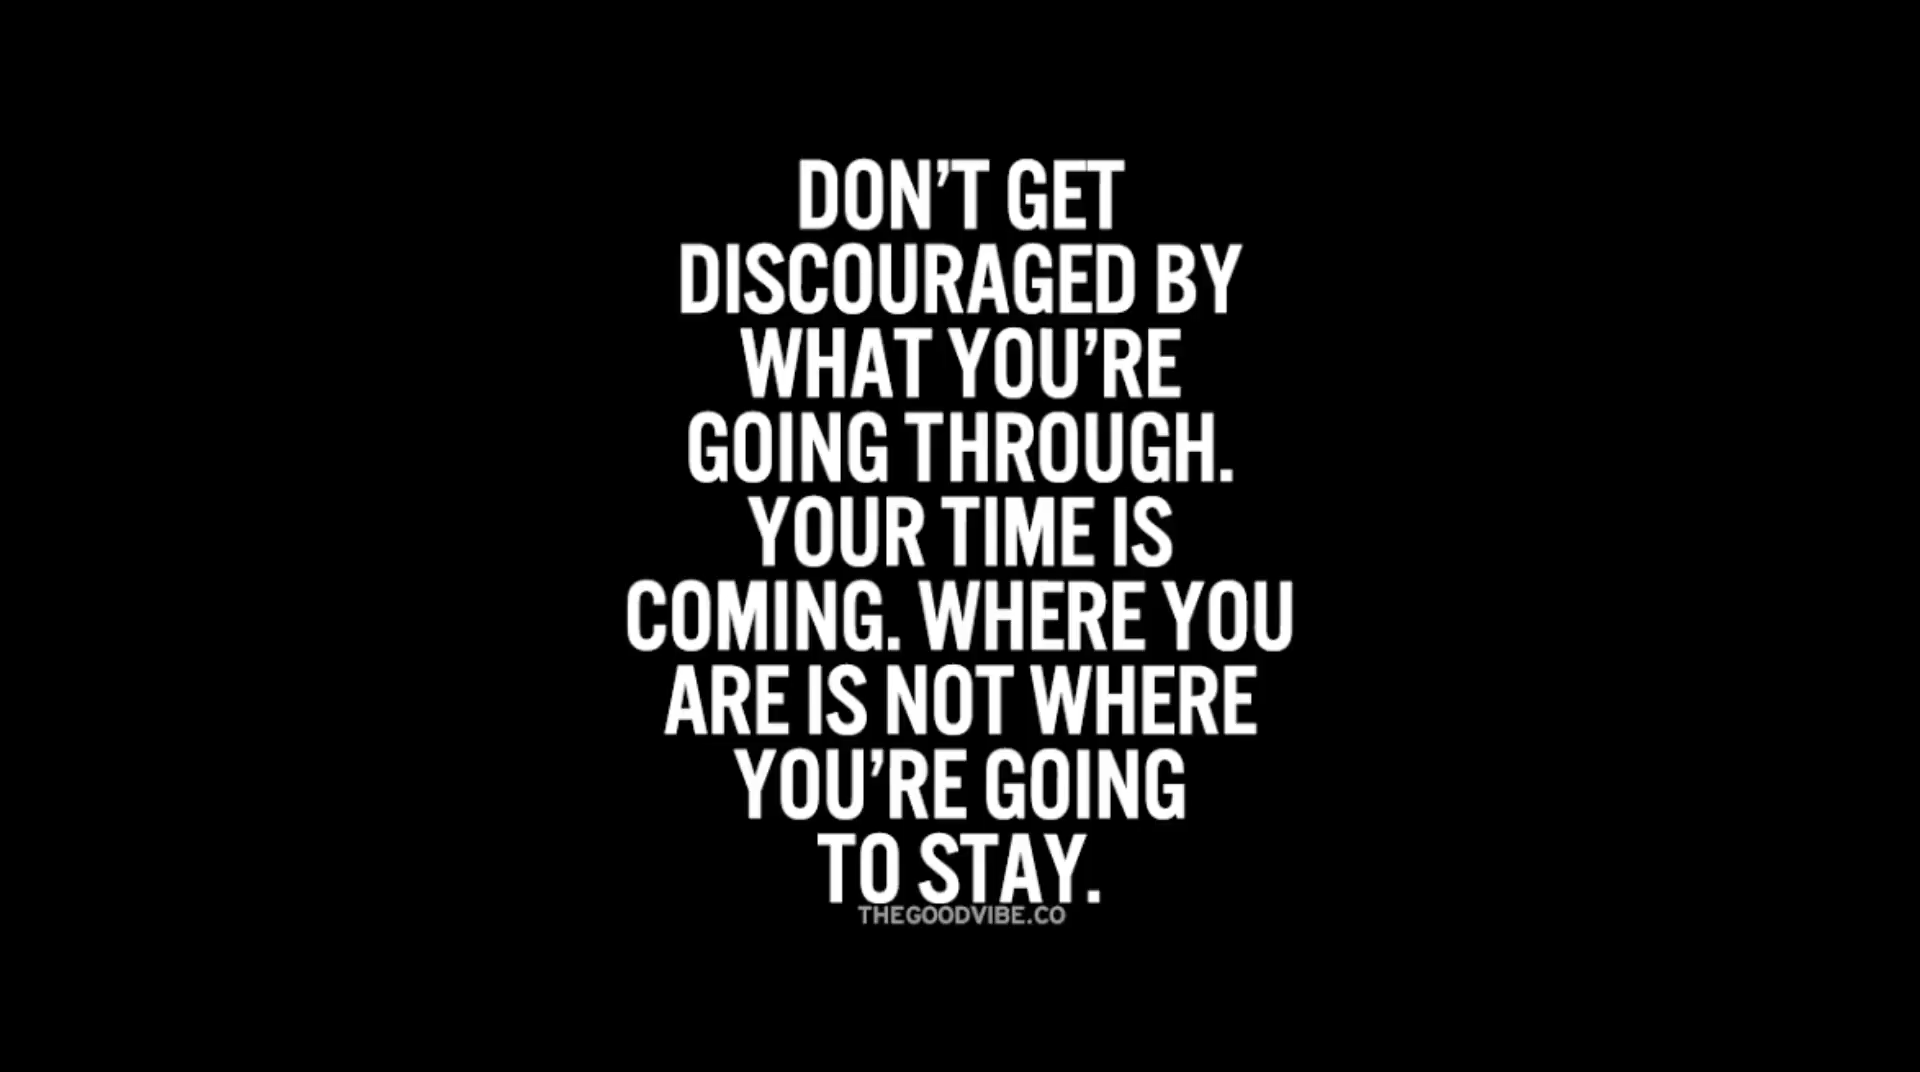 DON’T GET
DISCOURAGED BY
WHAT YOU’RE
GOING THROUGH.
YOUR TIME IS
COMING. WHERE YOU
ARE IS NOT WHERE
YOU’RE GOING
TO STAY.
THEGOODVIBE.CO